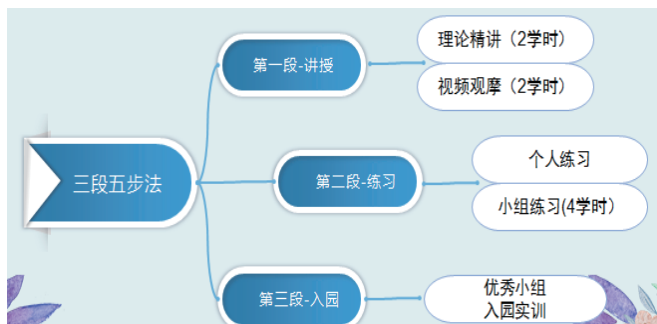 三段五步法
第一段-讲授
理论精讲（2学时）
视频观摩（2学时）
第二段-练习
个人练习
小组练习(4学时）
第三段-入园
优秀小组
入园实训